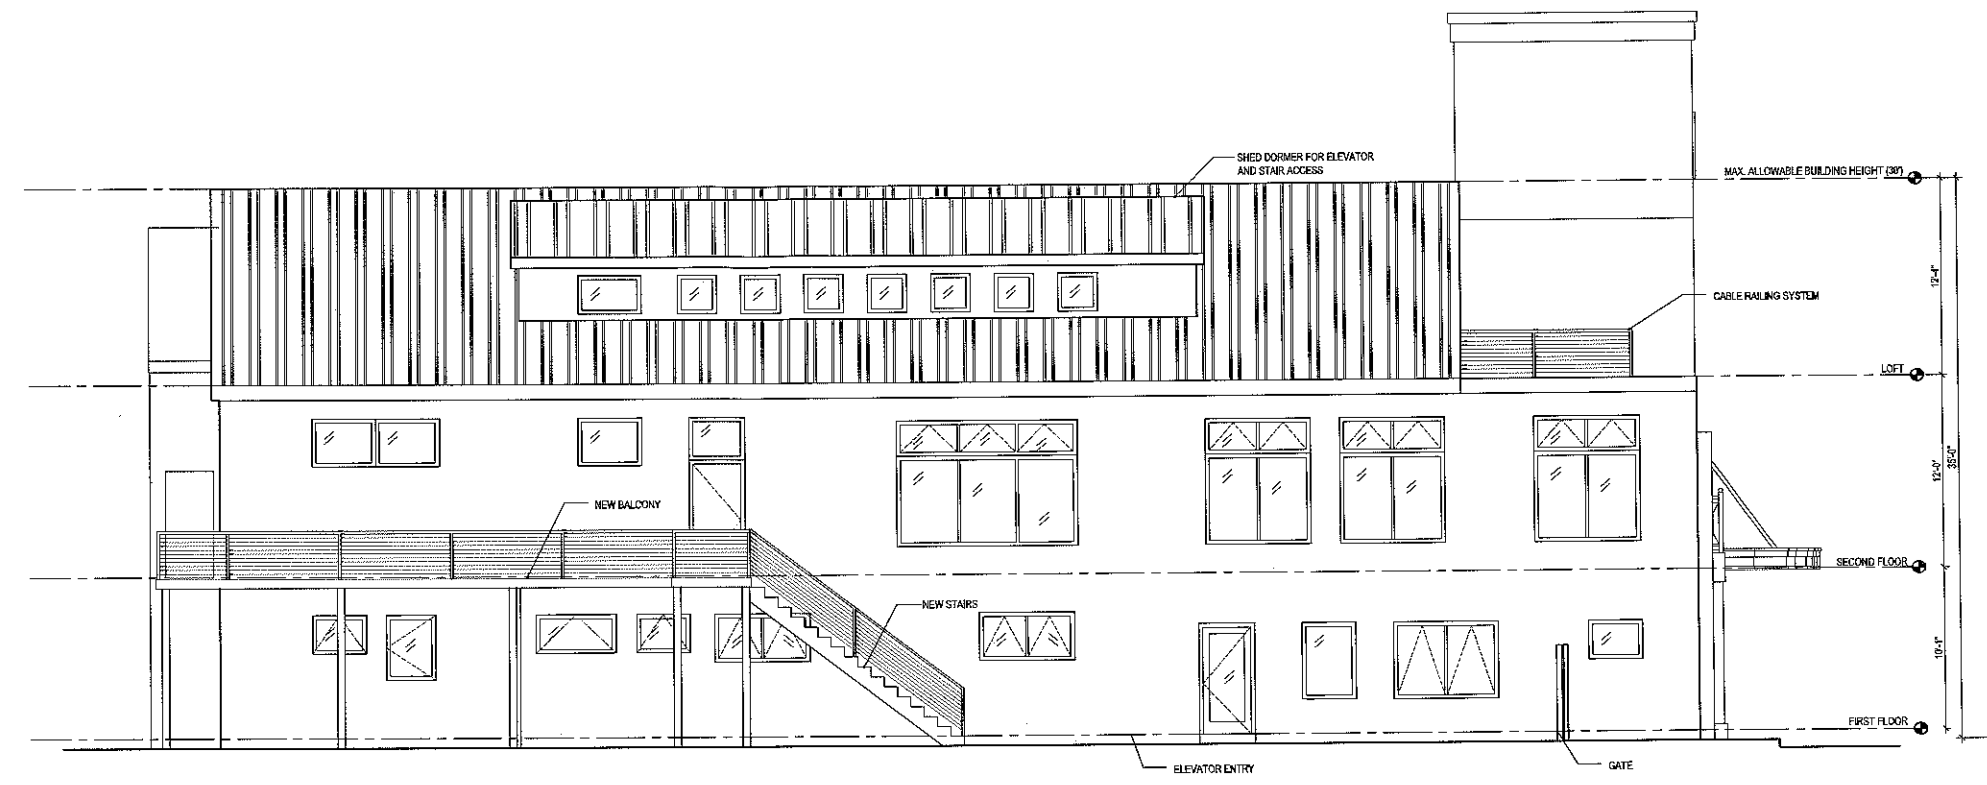 SHED DORMER FOR ELEVATOR
AND STAIR ACCESS
MAX. ALLOWABLE BUILDING HEIGHT (38')
12'-4"
CABLE RAILING SYSTEM
LOFT
12'-0"
35'-0"
NEW BALCONY
SECOND FLOOR
NEW STAIRS
10'-1"
FIRST FLOOR
ELEVATOR ENTRY
GATE